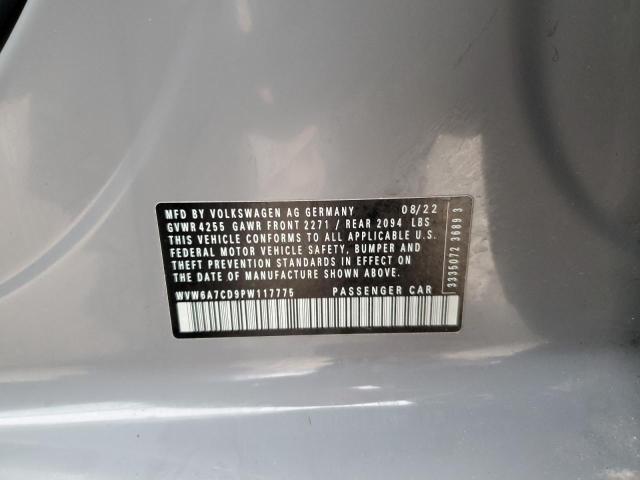 MFD BY VOLKSWAGEN AG GERMANY 08/22
GVWR 4255 GAWR FRONT 2271 / REAR 2094 LBS
THIS VEHICLE CONFORMS TO ALL APPLICABLE U.S.
FEDERAL MOTOR VEHICLE SAFETY, BUMPER AND
THEFT PREVENTION STANDARDS IN EFFECT ON
THE DATE OF MANUFACTURE SHOWN ABOVE.
WVW6A7CD9PW117775 PASSENGER CAR
3335072 3689 3